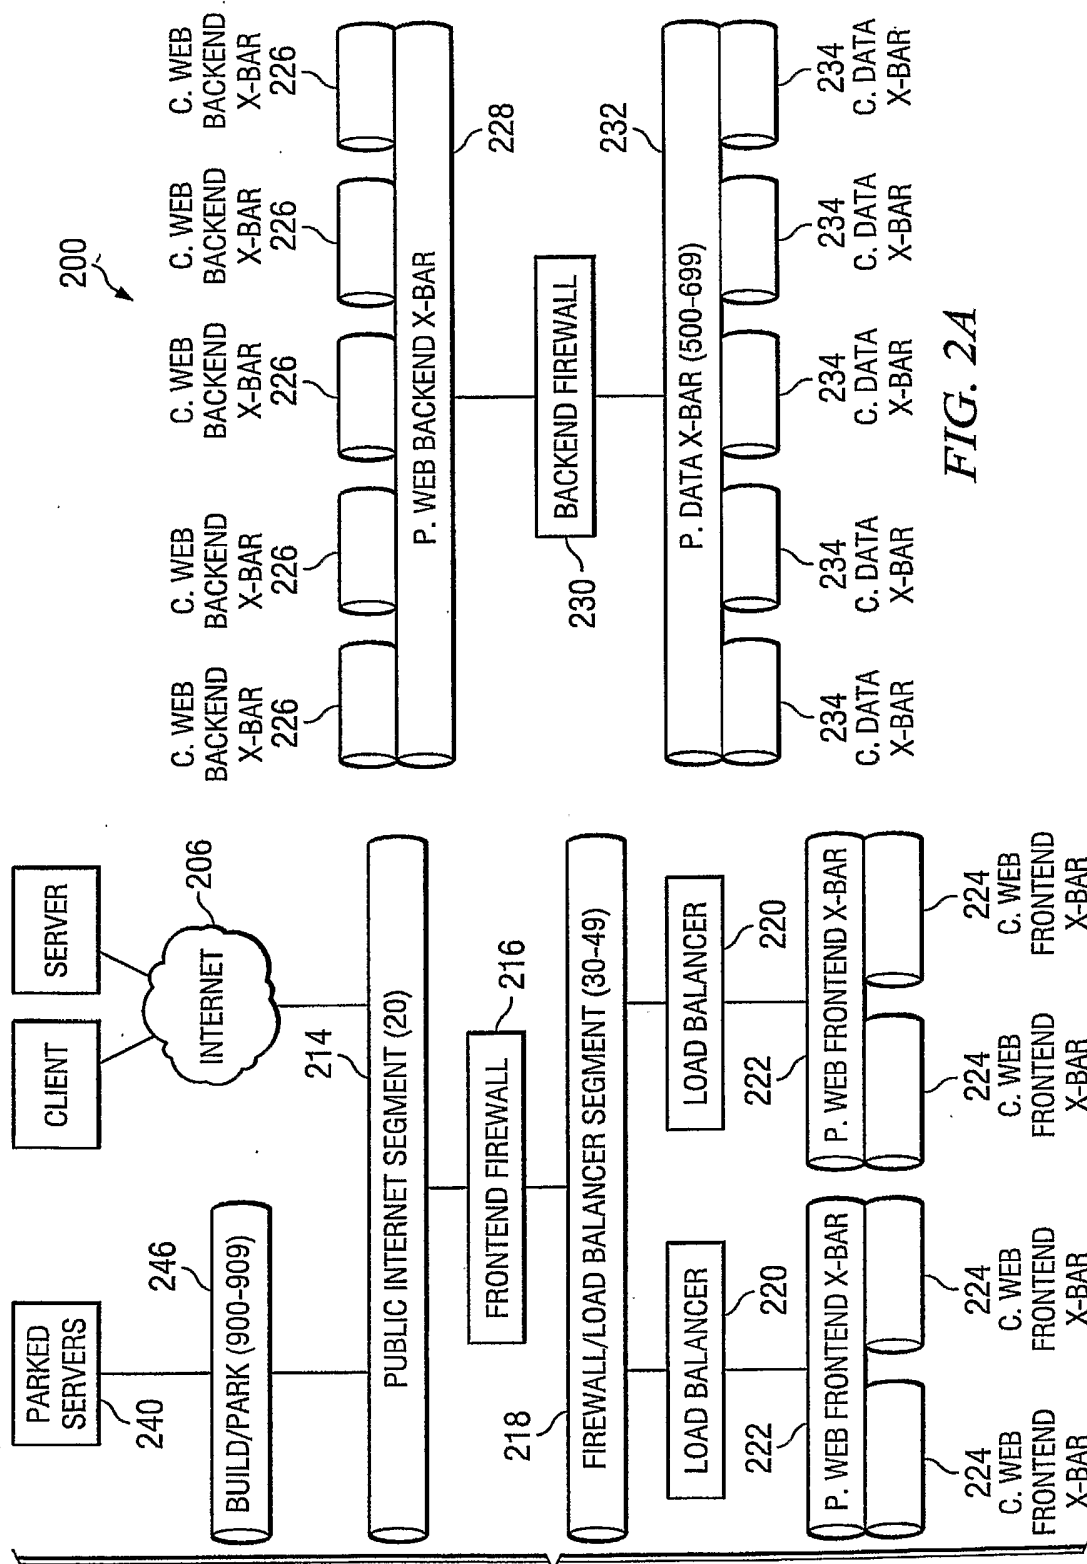 PARKED
SERVERS
240
CLIENT
SERVER
246
BUILD/PARK (900-909)
INTERNET
206
214
PUBLIC INTERNET SEGMENT (20)
FRONTEND FIREWALL
216
218
FIREWALL/LOAD BALANCER SEGMENT (30-49)
LOAD BALANCER
220
LOAD BALANCER
220
222
P. WEB FRONTEND X-BAR
222
P. WEB FRONTEND X-BAR
224
C. WEB
FRONTEND
X-BAR
224
C. WEB
FRONTEND
X-BAR
224
C. WEB
FRONTEND
X-BAR
224
C. WEB
FRONTEND
X-BAR
200
C. WEB
BACKEND
X-BAR
226
C. WEB
BACKEND
X-BAR
226
C. WEB
BACKEND
X-BAR
226
C. WEB
BACKEND
X-BAR
226
C. WEB
BACKEND
X-BAR
226
P. WEB BACKEND X-BAR
228
BACKEND FIREWALL
230
232
P. DATA X-BAR (500-699)
234
C. DATA
X-BAR
234
C. DATA
X-BAR
234
C. DATA
X-BAR
234
C. DATA
X-BAR
234
C. DATA
X-BAR
FIG. 2A